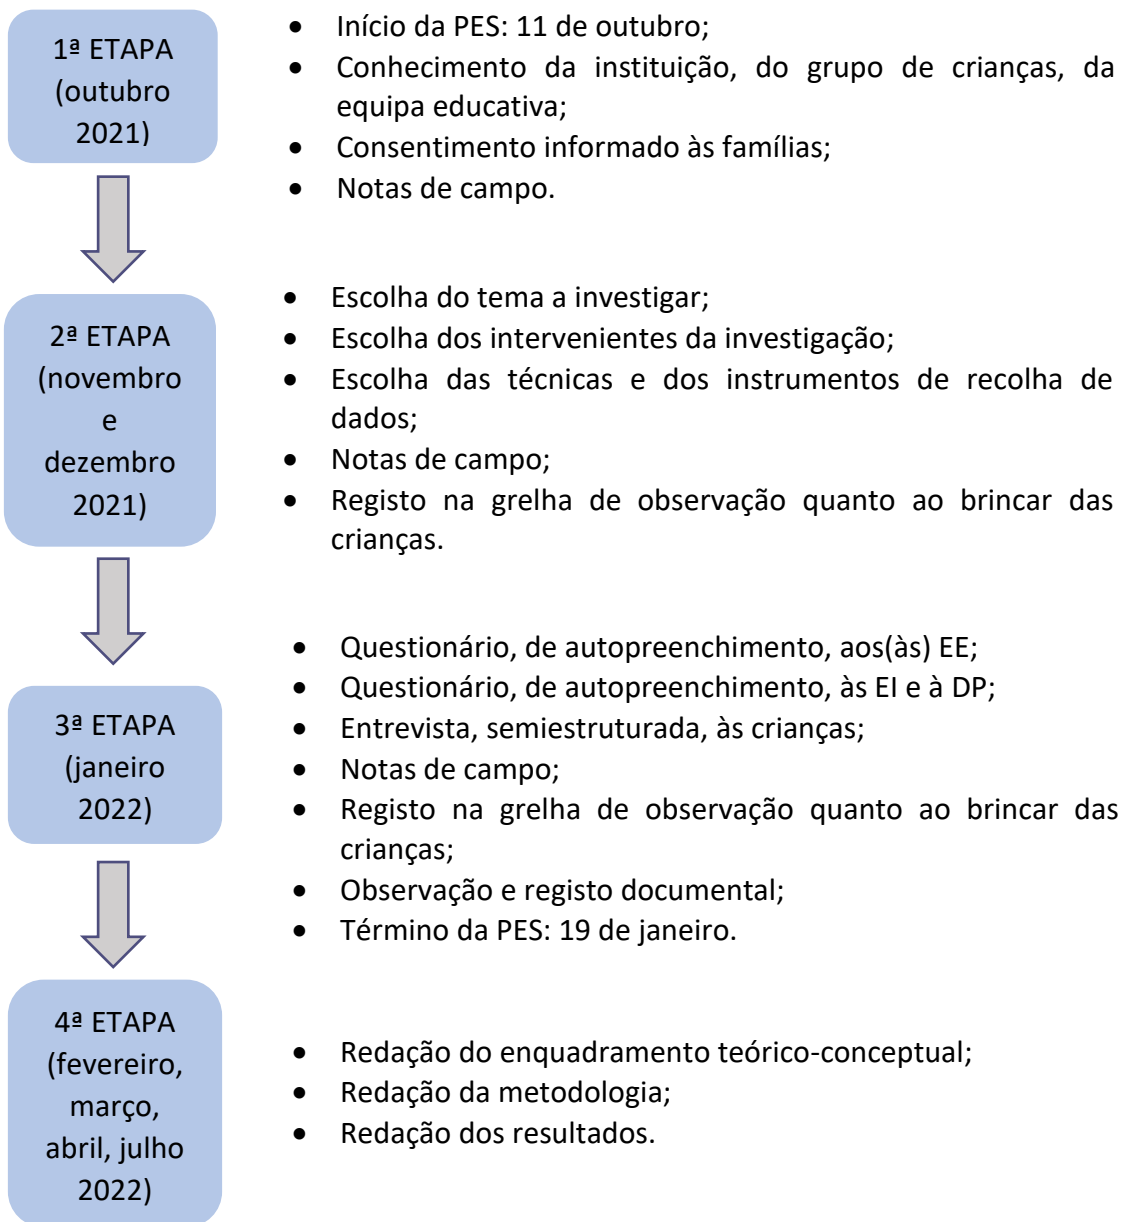 1ª ETAPA
(outubro
2021)
• Início da PES: 11 de outubro;
• Conhecimento da instituição, do grupo de crianças, da
equipa educativa;
• Consentimento informado às famílias;
• Notas de campo.
2ª ETAPA
(novembro
e
dezembro
2021)
• Escolha do tema a investigar;
• Escolha dos intervenientes da investigação;
• Escolha das técnicas e dos instrumentos de recolha de
dados;
• Notas de campo;
• Registo na grelha de observação quanto ao brincar das
crianças.
3ª ETAPA
(janeiro
2022)
• Questionário, de autopreenchimento, aos(às) EE;
• Questionário, de autopreenchimento, às EI e à DP;
• Entrevista, semiestruturada, às crianças;
• Notas de campo;
• Registo na grelha de observação quanto ao brincar das
crianças;
• Observação e registo documental;
• Término da PES: 19 de janeiro.
4ª ETAPA
(fevereiro,
março,
abril, julho
2022)
• Redação do enquadramento teórico-conceptual;
• Redação da metodologia;
• Redação dos resultados.